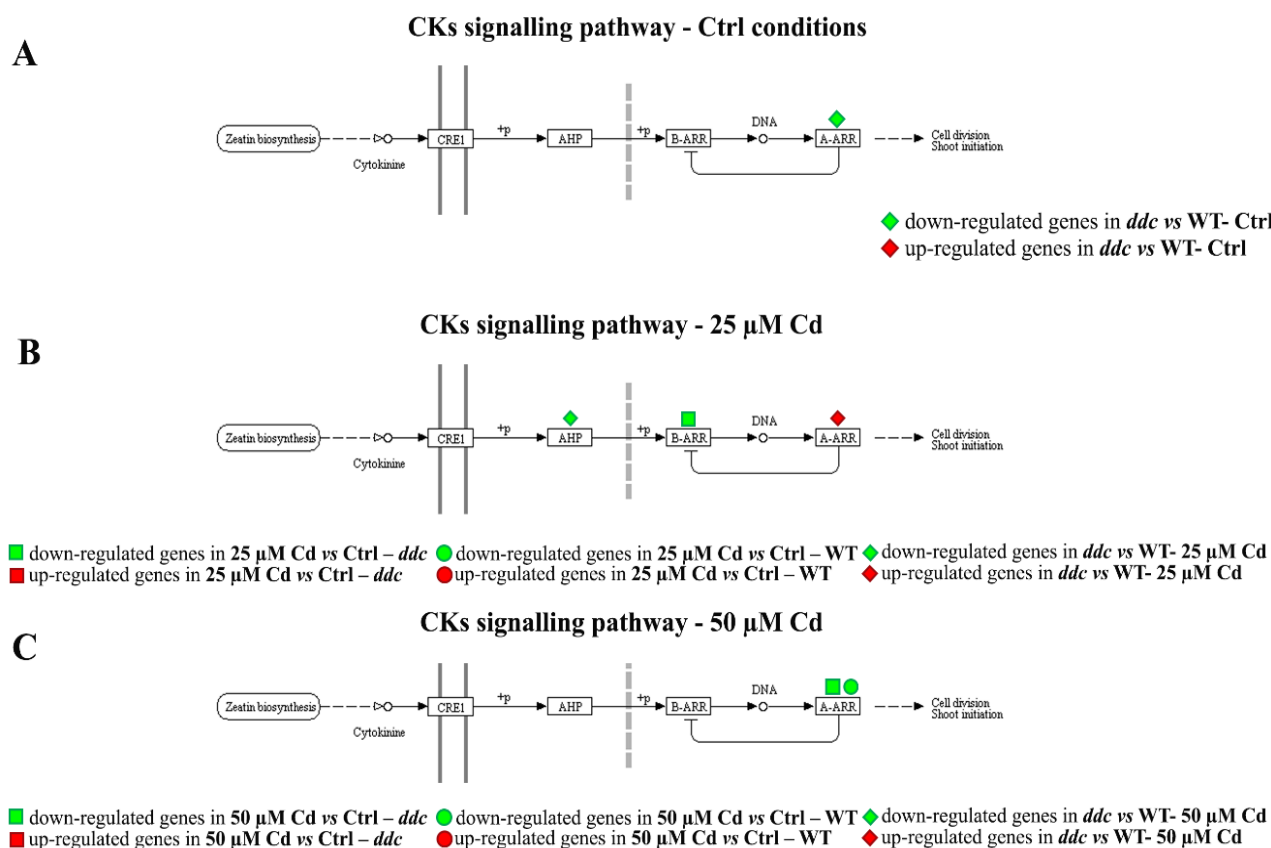 CKs signalling pathway - Ctrl conditions
A
Zeatin biosynthesis
Cytokinine
CRE1
+p
AHP
+p
B-ARR
DNA
A-ARR
Cell division
Shoot initiation
down-regulated genes in ddc vs WT- Ctrl
up-regulated genes in ddc vs WT- Ctrl
CKs signalling pathway - 25 µM Cd
B
Zeatin biosynthesis
Cytokinine
CRE1
+p
AHP
+p
B-ARR
DNA
A-ARR
Cell division
Shoot initiation
down-regulated genes in 25 µM Cd vs Ctrl – ddc
down-regulated genes in 25 µM Cd vs Ctrl – WT
down-regulated genes in ddc vs WT- 25 µM Cd
up-regulated genes in 25 µM Cd vs Ctrl – ddc
up-regulated genes in 25 µM Cd vs Ctrl – WT
up-regulated genes in ddc vs WT- 25 µM Cd
CKs signalling pathway - 50 µM Cd
C
Zeatin biosynthesis
Cytokinine
CRE1
+p
AHP
+p
B-ARR
DNA
A-ARR
Cell division
Shoot initiation
down-regulated genes in 50 µM Cd vs Ctrl – ddc
down-regulated genes in 50 µM Cd vs Ctrl – WT
down-regulated genes in ddc vs WT- 50 µM Cd
up-regulated genes in 50 µM Cd vs Ctrl – ddc
up-regulated genes in 50 µM Cd vs Ctrl – WT
up-regulated genes in ddc vs WT- 50 µM Cd